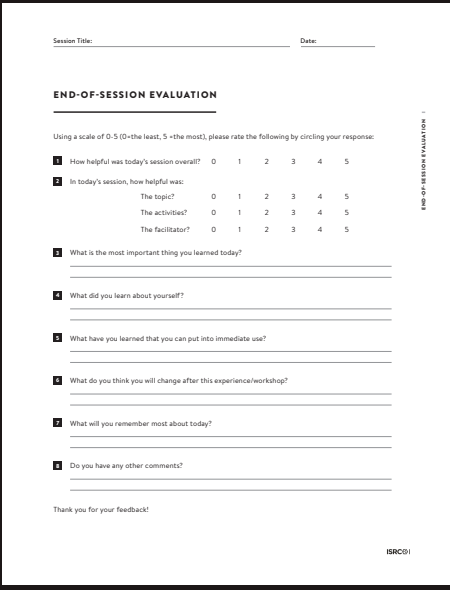 Session Title:
Date:
END-OF-SESSION EVALUATION
Using a scale of 0-5 (0=the least, 5 =the most), please rate the following by circling your response:
1 How helpful was today's session overall? 0 1 2 3 4 5
2 In today's session, how helpful was:
The topic? 0 1 2 3 4 5
The activities? 0 1 2 3 4 5
The facilitator? 0 1 2 3 4 5
3 What is the most important thing you learned today?
4 What did you learn about yourself?
5 What have you learned that you can put into immediate use?
6 What do you think you will change after this experience/workshop?
7 What will you remember most about today?
8 Do you have any other comments?
Thank you for your feedback!
END-OF-SESSION EVALUATION